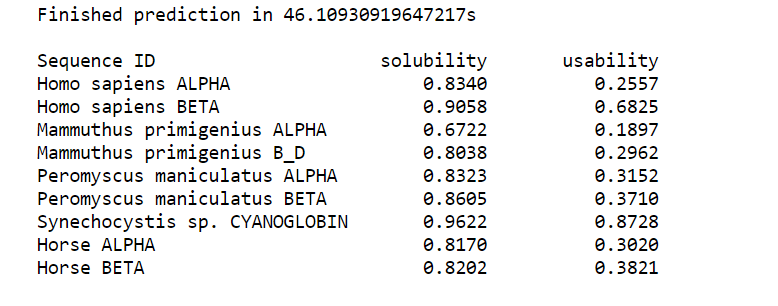 Finished prediction in 46.10930919647217s
Sequence ID solubility usability
Homo sapiens ALPHA 0.8340 0.2557
Homo sapiens BETA 0.9058 0.6825
Mammuthus primigenius ALPHA 0.6722 0.1897
Mammuthus primigenius B_D 0.8038 0.2962
Peromyscus maniculatus ALPHA 0.8323 0.3152
Peromyscus maniculatus BETA 0.8605 0.3710
Synechocystis sp. CYANOGLOBIN 0.9622 0.8728
Horse ALPHA 0.8170 0.3020
Horse BETA 0.8202 0.3821